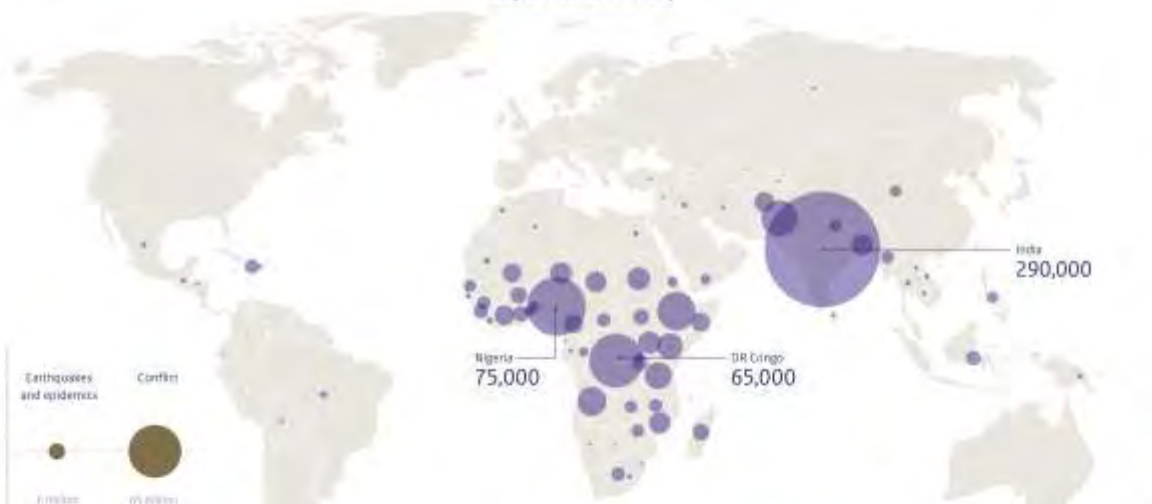 India
290,000
Nigeria
75,000
DR Congo
65,000
Earthquakes
and epidemics
Conflict